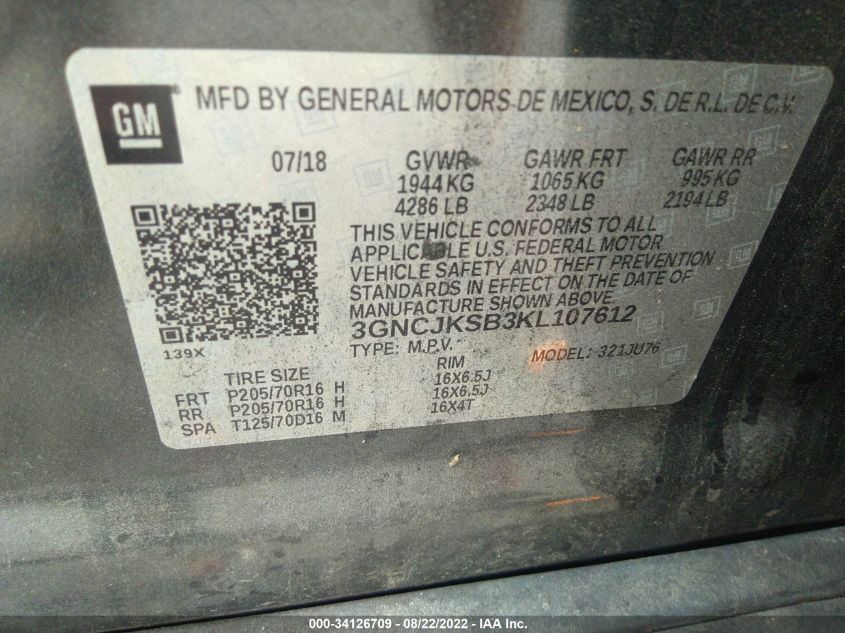 GM
MFD BY GENERAL MOTORS DE MEXICO, S. DE R.L. DE C.V.
07/18 GVWR GAWR FRT GAWR RR
1944 KG 1065 KG 995 KG
4286 LB 2348 LB 2194 LB
THIS VEHICLE CONFORMS TO ALL
APPLICABLE U.S. FEDERAL MOTOR
VEHICLE SAFETY AND THEFT PREVENTION
STANDARDS IN EFFECT ON THE DATE OF
MANUFACTURE SHOWN ABOVE.
3GNCJKSB3KL107612
139X TYPE: M.P.V. MODEL: 321JU76
TIRE SIZE RIM
FRT P205/70R16 H 16X6.5J
RR P205/70R16 H 16X6.5J
SPA T125/70D16 M 16X4T
000-34126709 - 08/22/2022 - IAA Inc.